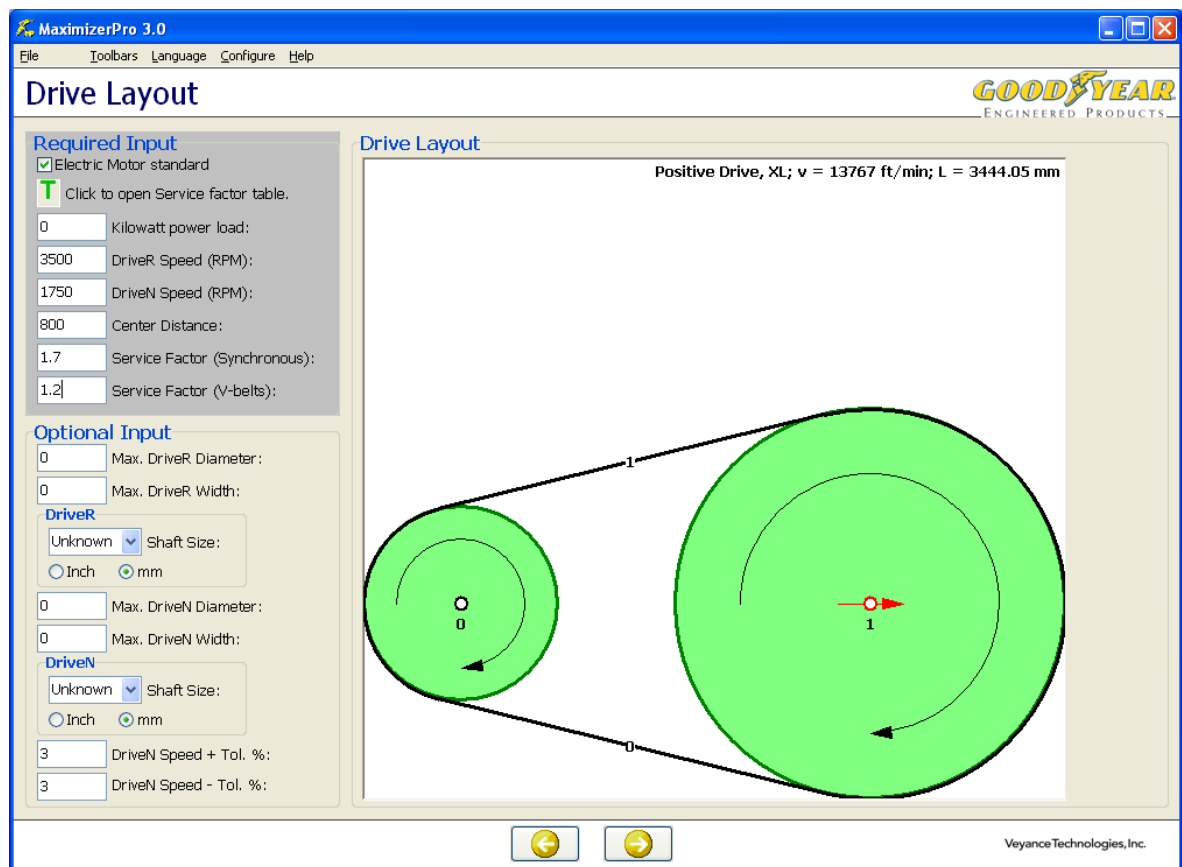 MaximizerPro 3.0
File Toolbars Language Configure Help
Drive Layout
GOODYEAR
ENGINEERED PRODUCTS
Required Input
Electric Motor standard
T Click to open Service factor table.
0 Kilowatt power load:
3500 DriveR Speed (RPM):
1750 DriveN Speed (RPM):
800 Center Distance:
1.7 Service Factor (Synchronous):
1.2 Service Factor (V-belts):
Optional Input
0 Max. DriveR Diameter:
0 Max. DriveR Width:
DriveR
Unknown Shaft Size:
Inch mm
0 Max. DriveN Diameter:
0 Max. DriveN Width:
DriveN
Unknown Shaft Size:
Inch mm
3 DriveN Speed + Tol. %:
3 DriveN Speed - Tol. %:
Drive Layout
Positive Drive, XL; v = 13767 ft/min; L = 3444.05 mm
1
0
1
0
Veyance Technologies, Inc.